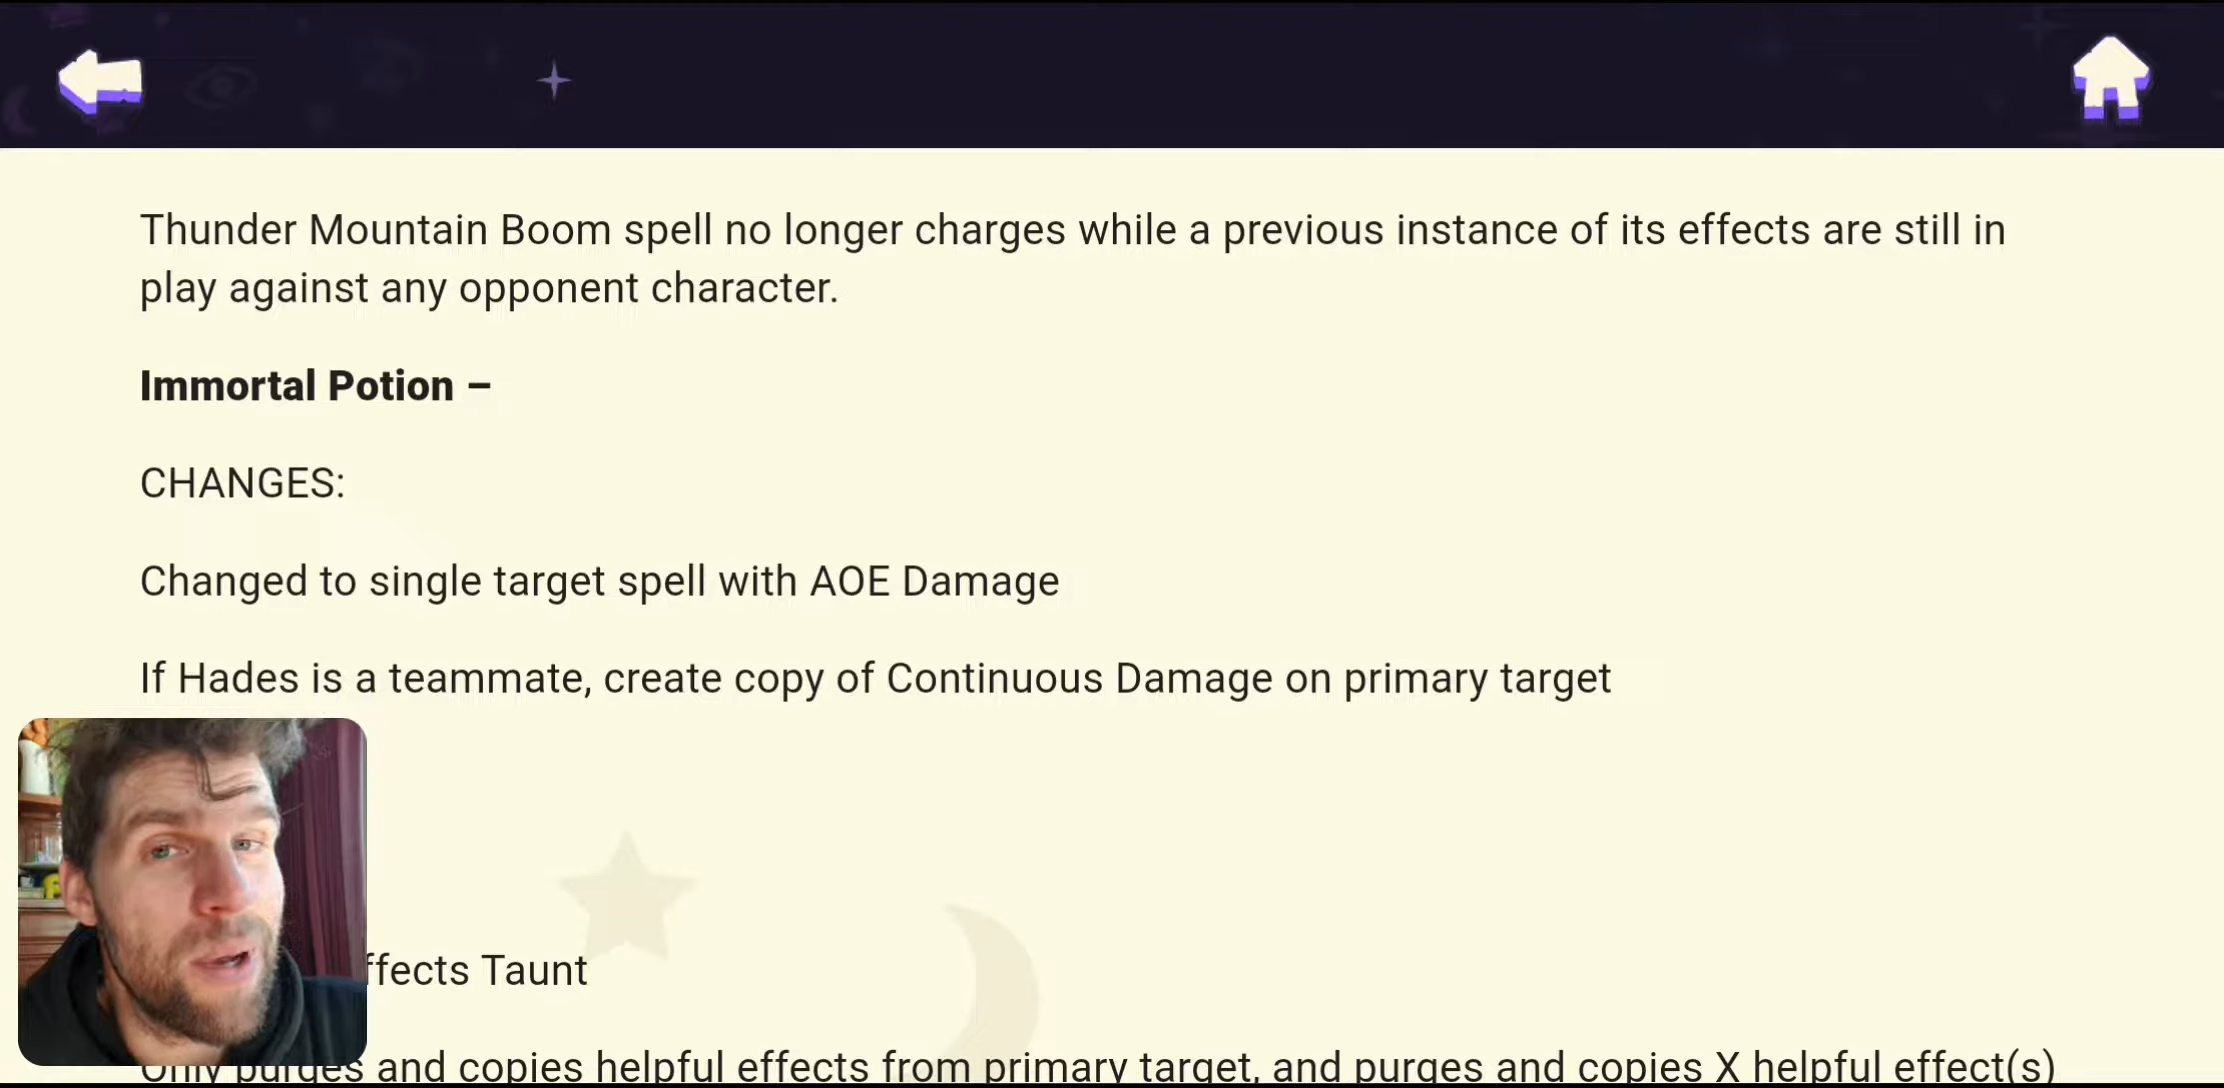 Thunder Mountain Boom spell no longer charges while a previous instance of its effects are still in
play against any opponent character.
Immortal Potion –
CHANGES:
Changed to single target spell with AOE Damage
If Hades is a teammate, create copy of Continuous Damage on primary target
ffects Taunt
Only purges and copies helpful effects from primary target, and purges and copies X helpful effect(s)